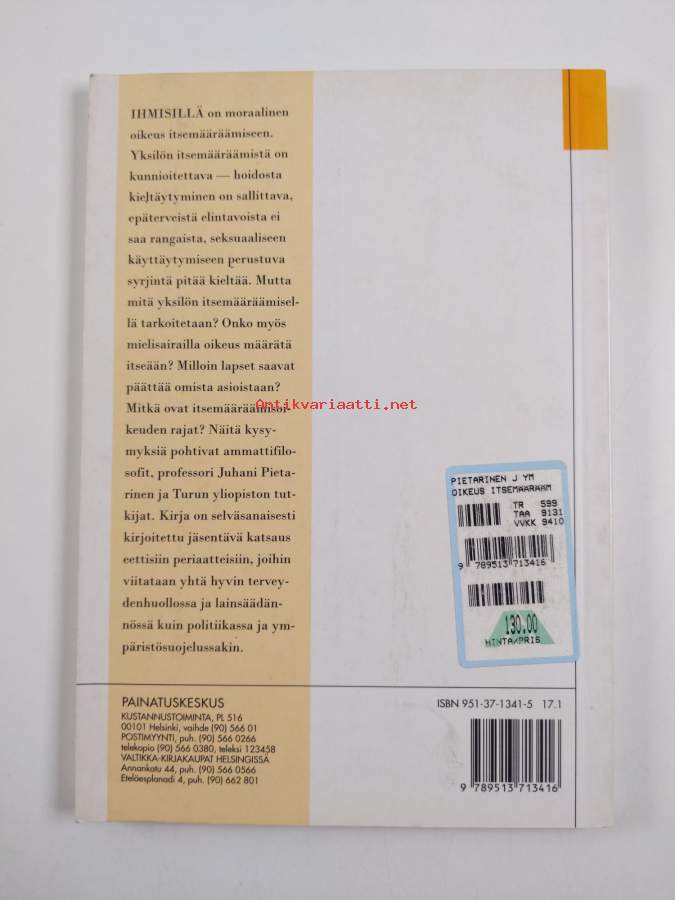 IHMISILLÄ on moraalinen
oikeus itsemääräämiseen.
Yksilön itsemääräämistä on
kunnioitettava — hoidosta
kieltäytyminen on sallittava,
epäterveistä elintavoista ei
saa rangaista, seksuaaliseen
käyttäytymiseen perustuva
syrjintä pitää kieltää. Mutta
mitä yksilön itsemääräämisel-
lä tarkoitetaan? Onko myös
mielisairailla oikeus määrätä
itseään? Milloin lapset saavat
päättää omista asioistaan?
Mitkä ovat itsemääräämisoi-
keuden rajat? Näitä kysy-
myksiä pohtivat ammattifilo-
sofit, professori Juhani Pieta-
rinen ja Turun yliopiston tut-
kijat. Kirja on selväsanaisesti
kirjoitettu jäsentävä katsaus
eettisiin periaatteisiin, joihin
viitataan yhtä hyvin tervey-
denhuollossa ja lainsäädän-
nössä kuin politiikassa ja ym-
päristösuojelussakin.
Antikvariaatti.net
PIETARINEN J YM
OIKEUS ITSEMÄÄRÄÄM
TR 599
TAA 9131
VVKK 9410
9 789513 713416
130.00
HINTA/PRIS
PAINATUSKESKUS
KUSTANNUSTOIMINTA, PL 516
00101 Helsinki, vaihde (90) 566 01
POSTIMYYNTI, puh. (90) 566 0266
telekopio (90) 566 0380, teleksi 123458
VALTIKKA-KIRJAKAUPAT HELSINGISSÄ
Annankatu 44, puh. (90) 566 0566
Eteläesplanadi 4, puh. (90) 662 801
ISBN 951-37-1341-5 17.1
9 789513 713416